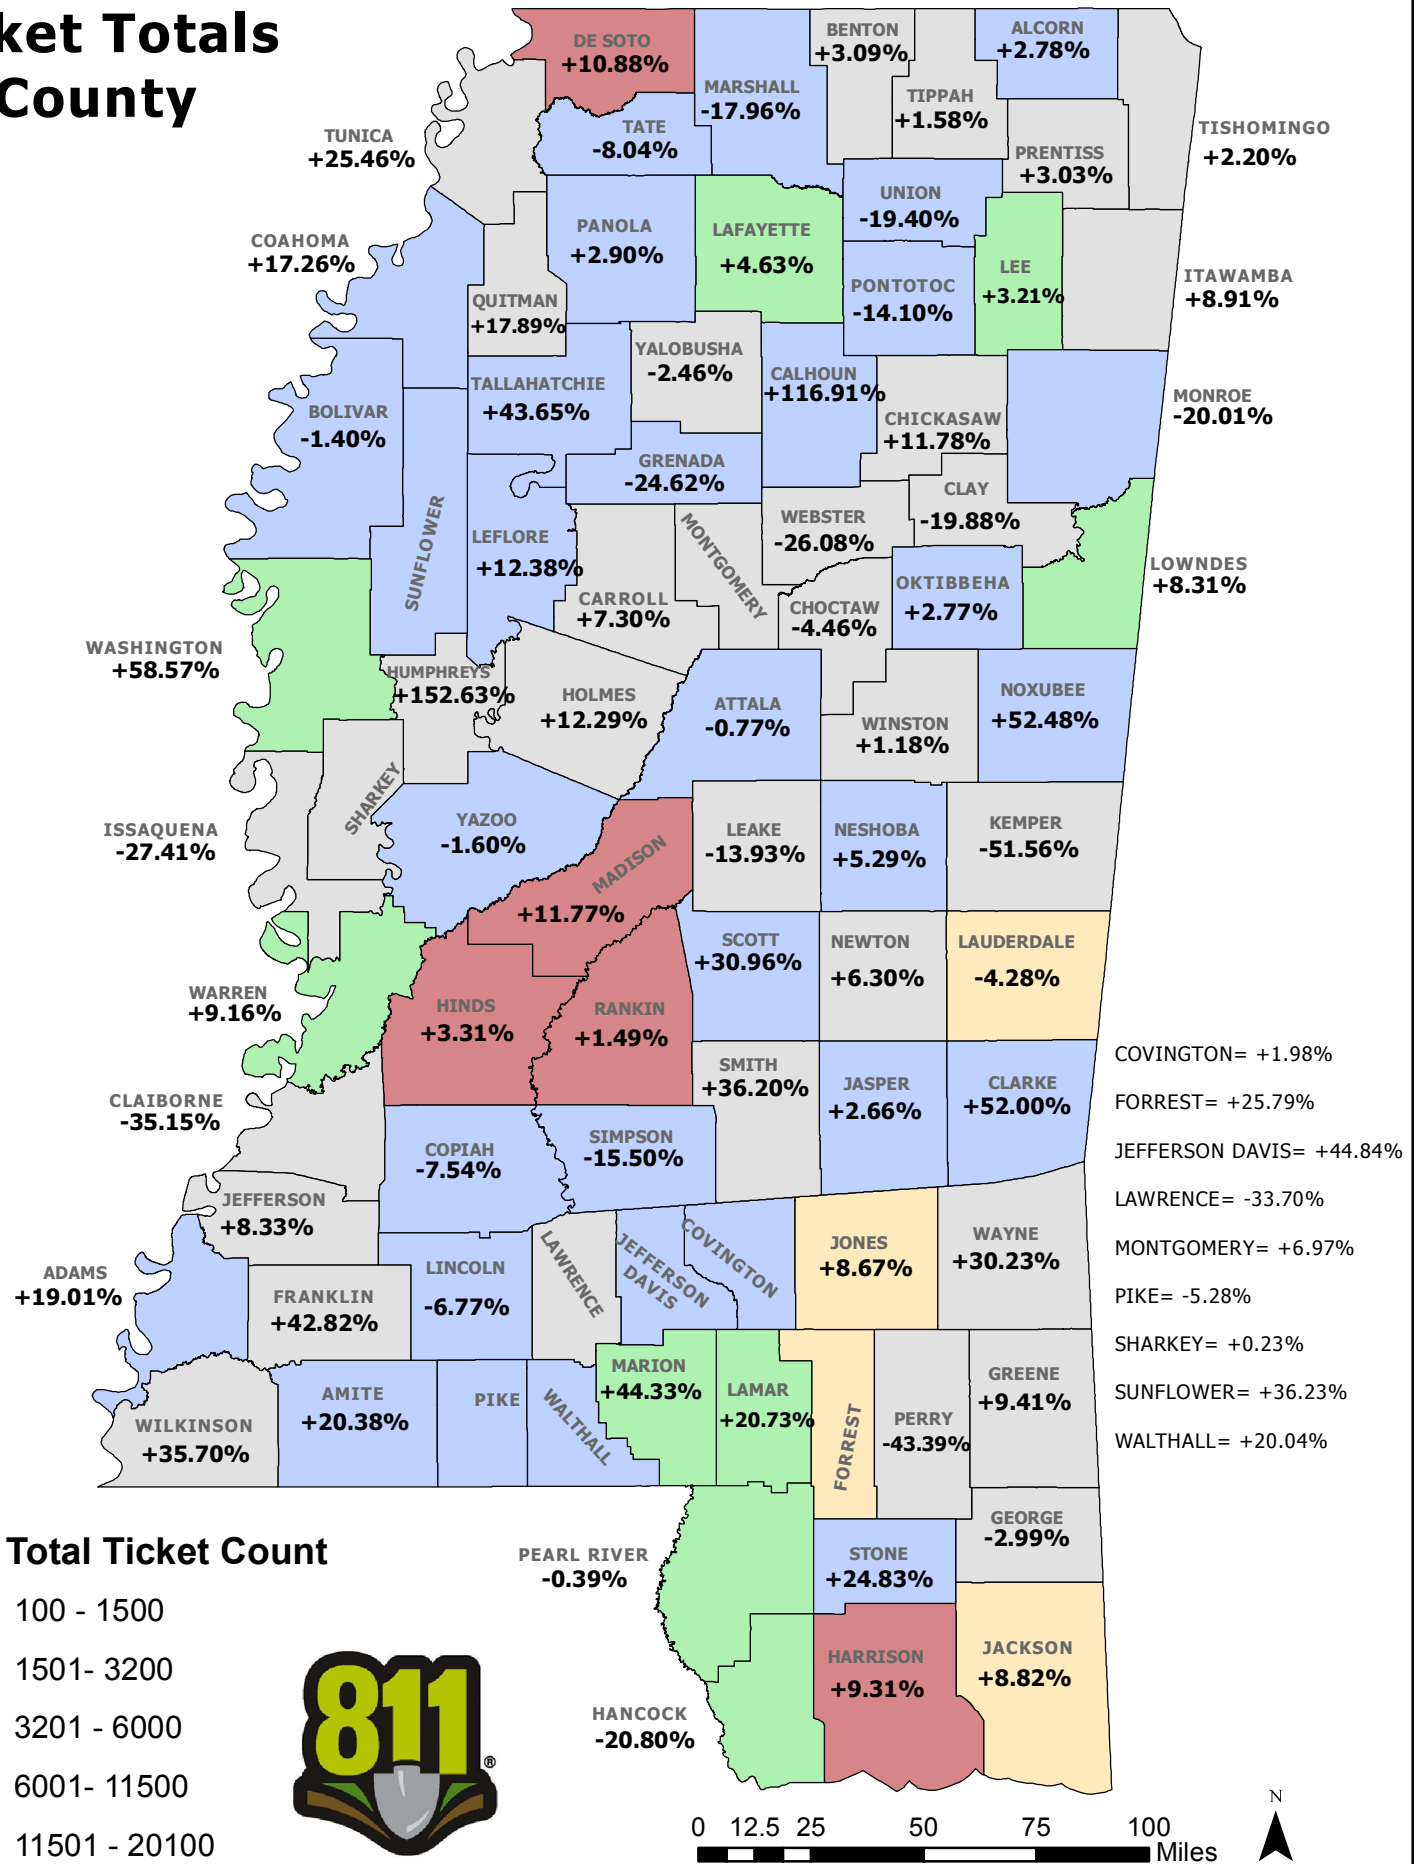 ket Totals
County
DE SOTO
+10.88%
BENTON
+3.09%
ALCORN
+2.78%
MARSHALL
-17.96%
TIPPAH
+1.58%
TUNICA
+25.46%
TATE
-8.04%
PRENTISS
+3.03%
TISHOMINGO
+2.20%
UNION
-19.40%
COAHOMA
+17.26%
PANOLA
+2.90%
LAFAYETTE
+4.63%
LEE
+3.21%
ITAWAMBA
+8.91%
QUITMAN
+17.89%
PONTOTOC
-14.10%
YALOBUSHA
-2.46%
TALLAHATCHIE
+43.65%
CALHOUN
+116.91%
BOLIVAR
-1.40%
CHICKASAW
+11.78%
MONROE
-20.01%
GRENADA
-24.62%
CLAY
-19.88%
SUNFLOWER
LEFLORE
+12.38%
MONTGOMERY
WEBSTER
-26.08%
LOWNDES
+8.31%
CARROLL
+7.30%
CHOCTAW
-4.46%
OKTIBBEHA
+2.77%
WASHINGTON
+58.57%
HUMPHREYS
+152.63%
HOLMES
+12.29%
ATTALA
-0.77%
WINSTON
+1.18%
NOXUBEE
+52.48%
SHARKEY
ISSAQUENA
-27.41%
YAZOO
-1.60%
MADISON
+11.77%
LEAKE
-13.93%
NESHOBA
+5.29%
KEMPER
-51.56%
SCOTT
+30.96%
NEWTON
+6.30%
LAUDERDALE
-4.28%
WARREN
+9.16%
HINDS
+3.31%
RANKIN
+1.49%
SMITH
+36.20%
JASPER
+2.66%
CLARKE
+52.00%
CLAIBORNE
-35.15%
COPIAH
-7.54%
SIMPSON
-15.50%
JEFFERSON
+8.33%
LAWRENCE
JEFFERSON
DAVIS
COVINGTON
JONES
+8.67%
WAYNE
+30.23%
ADAMS
+19.01%
FRANKLIN
+42.82%
LINCOLN
-6.77%
WILKINSON
+35.70%
AMITE
+20.38%
PIKE
WALTHALL
MARION
+44.33%
LAMAR
+20.73%
FORREST
PERRY
-43.39%
GREENE
+9.41%
GEORGE
-2.99%
PEARL RIVER
-0.39%
STONE
+24.83%
HANCOCK
-20.80%
HARRISON
+9.31%
JACKSON
+8.82%
COVINGTON= +1.98%
FORREST= +25.79%
JEFFERSON DAVIS= +44.84%
LAWRENCE= -33.70%
MONTGOMERY= +6.97%
PIKE= -5.28%
SHARKEY= +0.23%
SUNFLOWER= +36.23%
WALTHALL= +20.04%
Total Ticket Count
100 - 1500
1501- 3200
3201 - 6000
6001- 11500
11501 - 20100
811
®
0 12.5 25 50 75 100
Miles
N